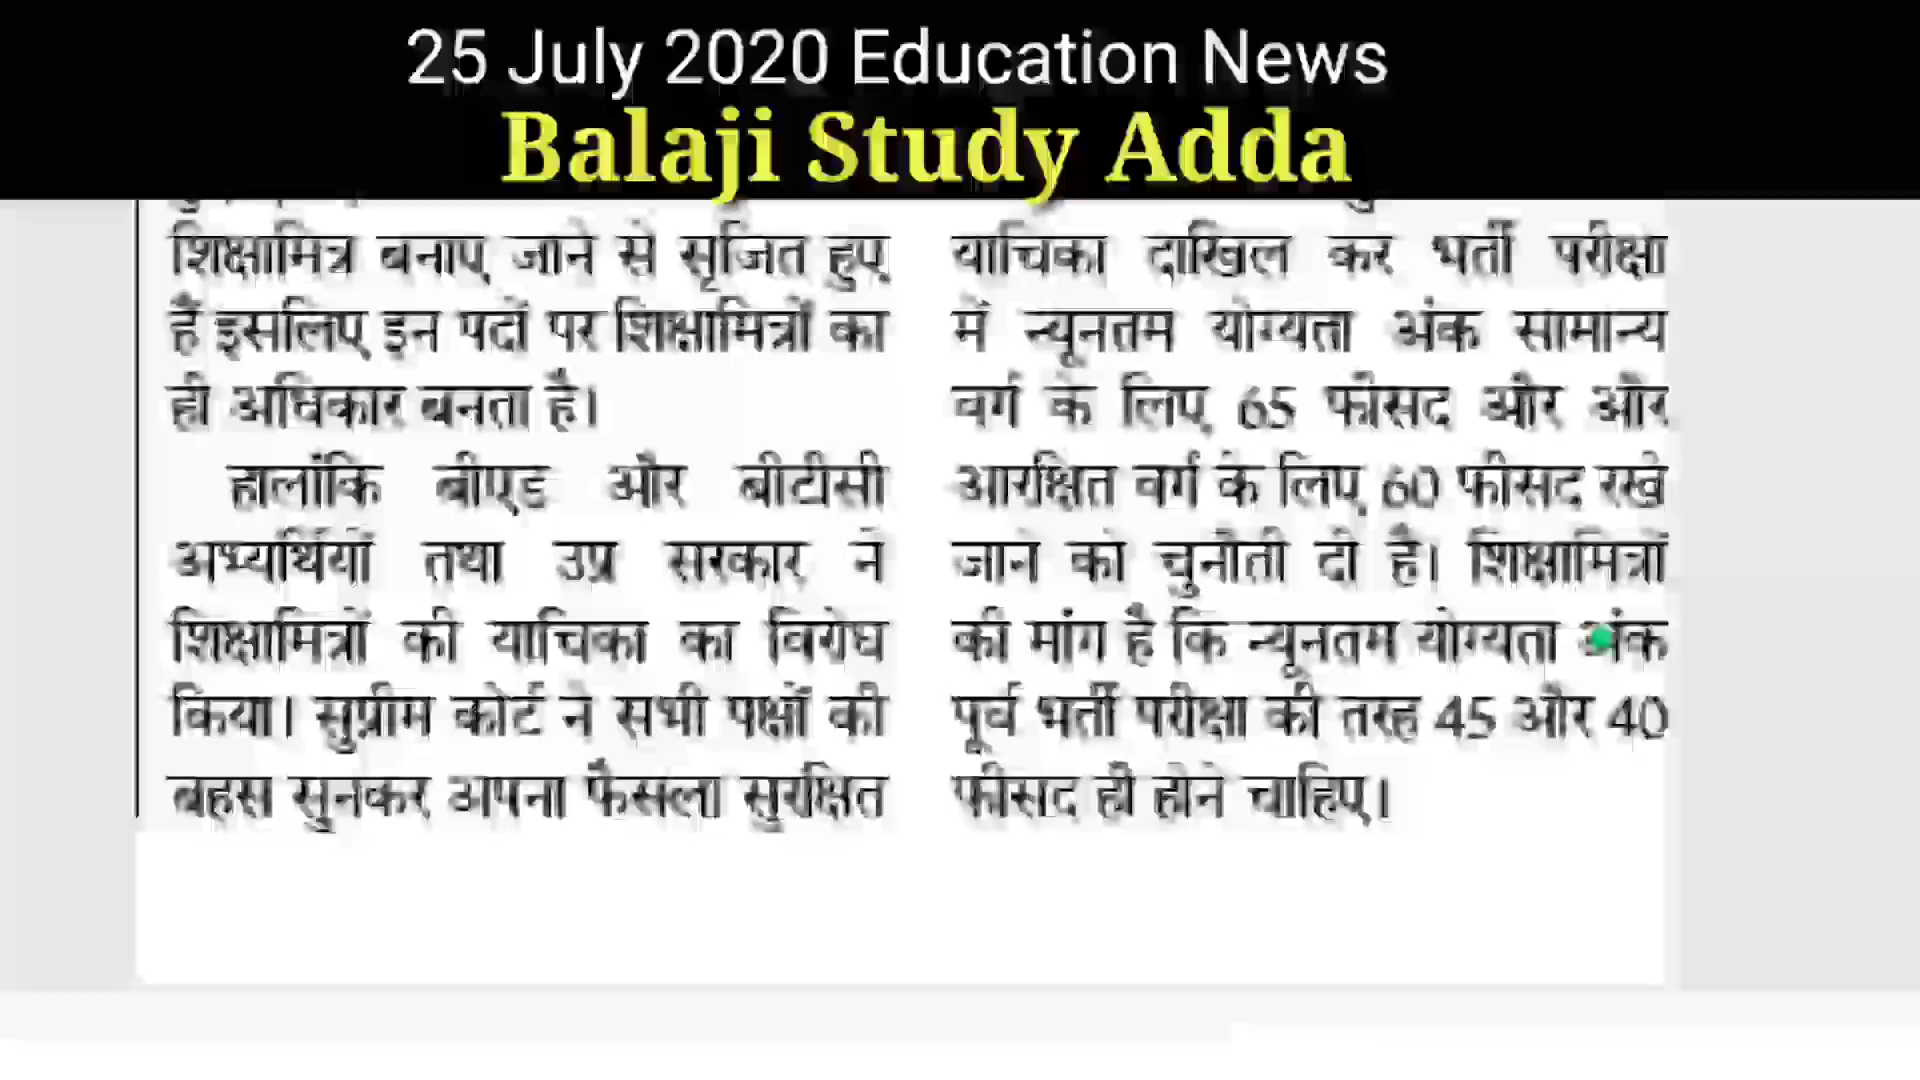 25 July 2020 Education News
Balaji Study Adda
शिक्षामित्र बनाए जाने से सृजित हुए
हैं इसलिए इन पदों पर शिक्षामित्रों का
ही अधिकार बनता है।
हालांकि बीएड और बीटीसी
अभ्यर्थियों तथा उप्र सरकार ने
शिक्षामित्रों की याचिका का विरोध
किया। सुप्रीम कोर्ट ने सभी पक्षों की
बहस सुनकर अपना फैसला सुरक्षित
याचिका दाखिल कर भर्ती परीक्षा
में न्यूनतम योग्यता अंक सामान्य
वर्ग के लिए 65 फीसद और और
आरक्षित वर्ग के लिए 60 फीसद रखे
जाने को चुनौती दी है। शिक्षामित्रों
की मांग है कि न्यूनतम योग्यता अंक
पूर्व भर्ती परीक्षा की तरह 45 और 40
फीसद ही होने चाहिए।